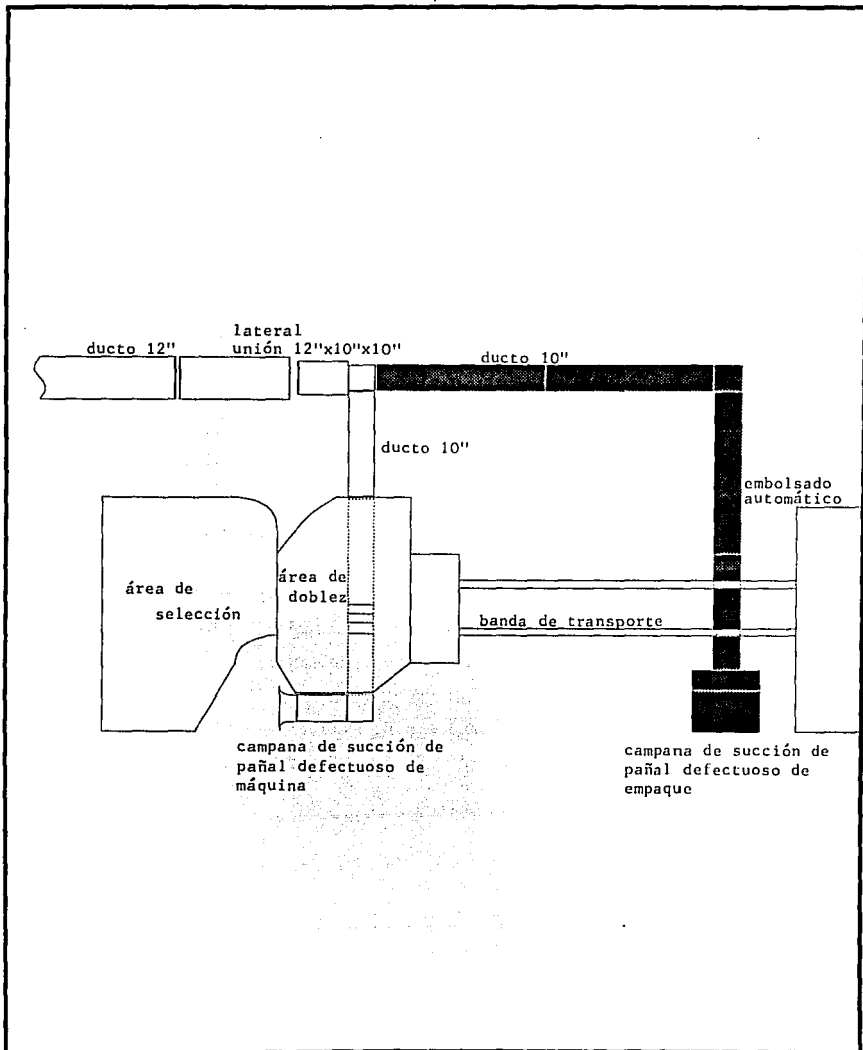 lateral
ducto 12"
unión 12"x10"x10"
ducto 10"
ducto 10"
embolsado
automático
área de
selección
área de
doblez
banda de transporte
campana de succión de
pañal defectuoso de
máquina
campana de succión de
pañal defectuoso de
empaque